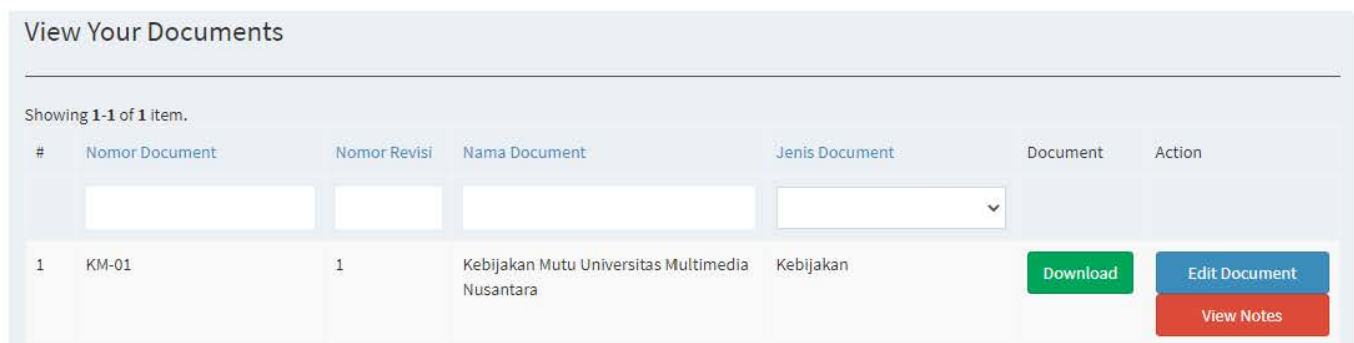 View Your Documents
Showing 1-1 of 1 item.
# Nomor Document Nomor Revisi Nama Document Jenis Document Document Action
1 KM-01 1 Kebijakan Mutu Universitas Multimedia Kebijakan Download Edit Document
Nusantara
View Notes